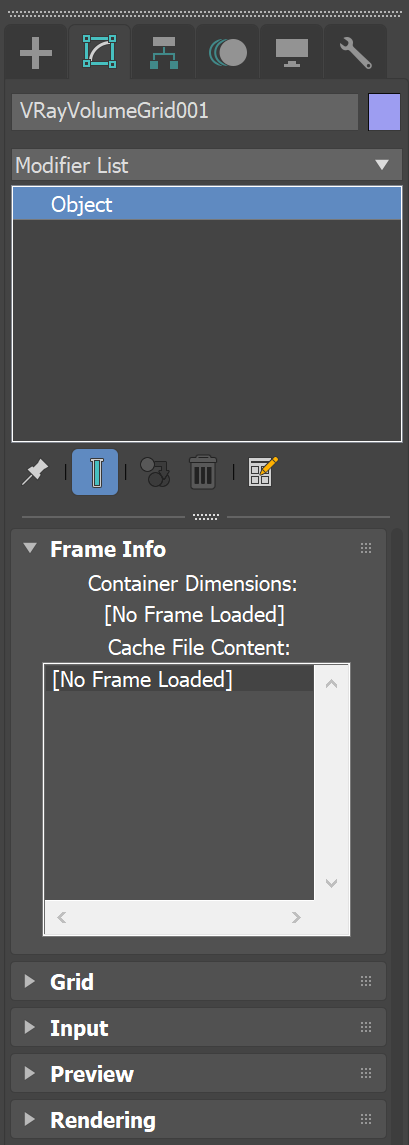 VRayVolumeGrid001
Modifier List
Object
Frame Info
Container Dimensions:
[No Frame Loaded]
Cache File Content:
[No Frame Loaded]
Grid
Input
Preview
Rendering